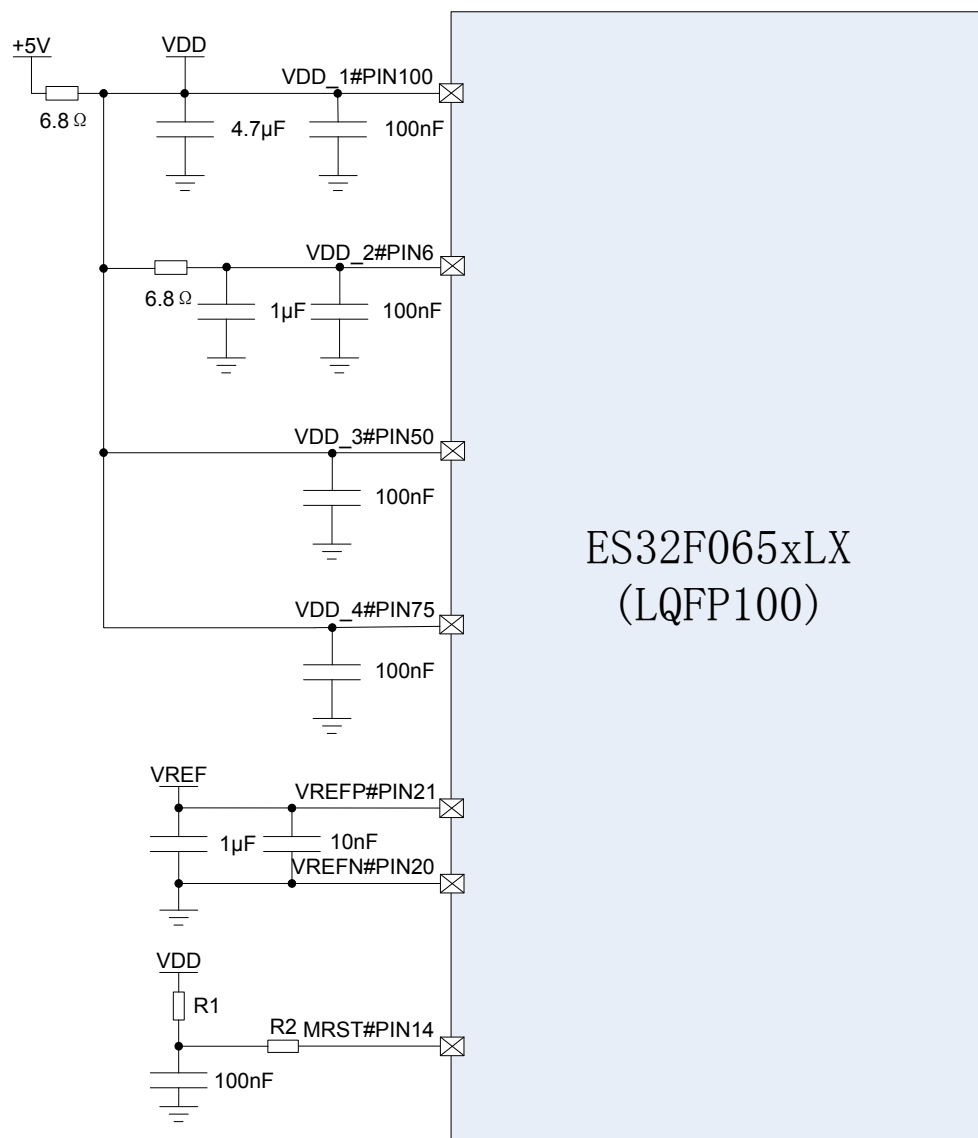 +5V
VDD
VDD_1#PIN100
6.8Ω
4.7μF
100nF
VDD_2#PIN6
6.8Ω
1μF
100nF
VDD_3#PIN50
100nF
ES32F065xLX
(LQFP100)
VDD_4#PIN75
100nF
VREF
VREFP#PIN21
1μF
10nF
VREFN#PIN20
VDD
R1
R2
MRST#PIN14
100nF